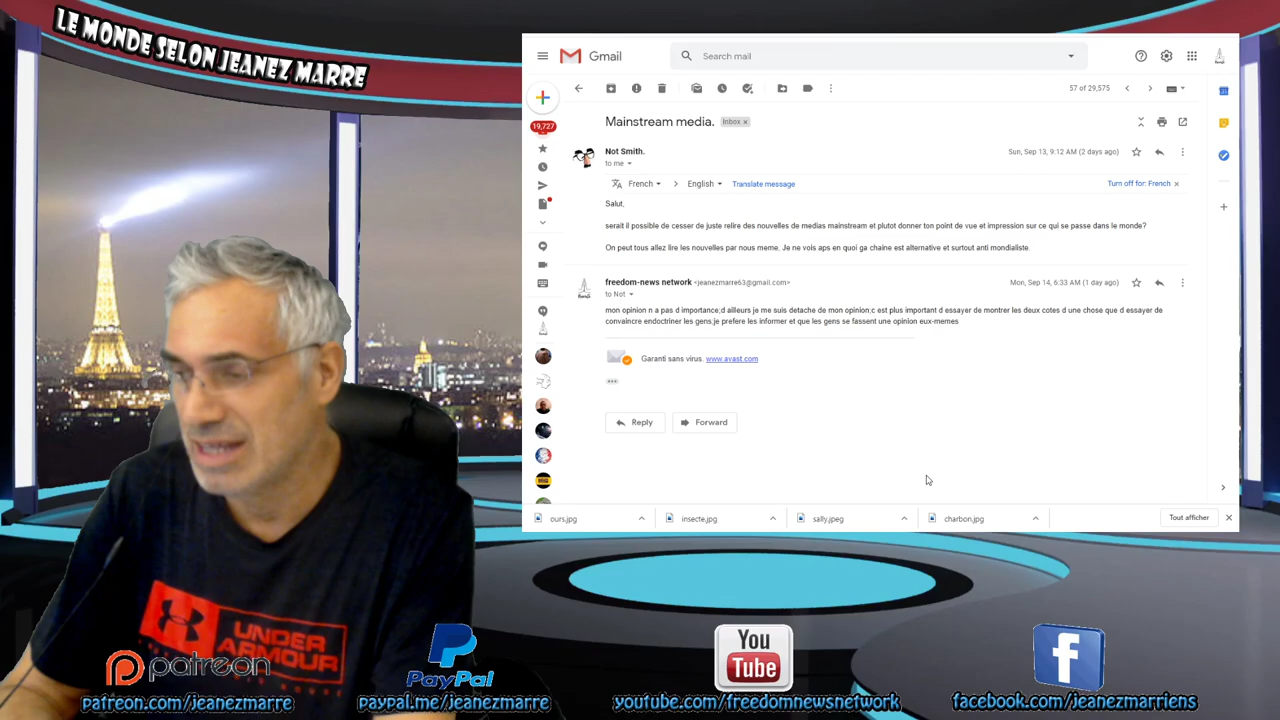 LE MONDE SELON JEANEZ MARRE
Gmail
Search mail
57 of 29,575
19,727
Mainstream media.
Inbox x
Not Smith.
Sun, Sep 13, 9:12 AM (2 days ago)
to me
French > English Translate message
Turn off for: French x
Salut,
serait il possible de cesser de juste relire des nouvelles de medias mainstream et plutot donner ton point de vue et impression sur ce qui se passe dans le monde?
On peut tous allez lire les nouvelles par nous meme. Je ne vois aps en quoi ga chaine est alternative et surtout anti mondialiste.
freedom-news network <jeanezmarre63@gmail.com>
Mon, Sep 14, 6:33 AM (1 day ago)
to Not
mon opinion n a pas d importance;d ailleurs je me suis detache de mon opinion,c est plus important d essayer de montrer les deux cotes d une chose que d essayer de
convaincre endoctriner les gens,je prefere les informer et que les gens se fassent une opinion eux-memes
Garanti sans virus. www.avast.com
Reply
Forward
ours.jpg
insecte.jpg
sally.jpeg
charbon.jpg
Tout afficher
UNDER
ARMOUR
patreon
patreon.com/jeanezmarre
PayPal
paypal.me/jeanezmarre
You
Tube
youtube.com/freedomnewsnetwork
f
facebook.com/jeanezmarriens